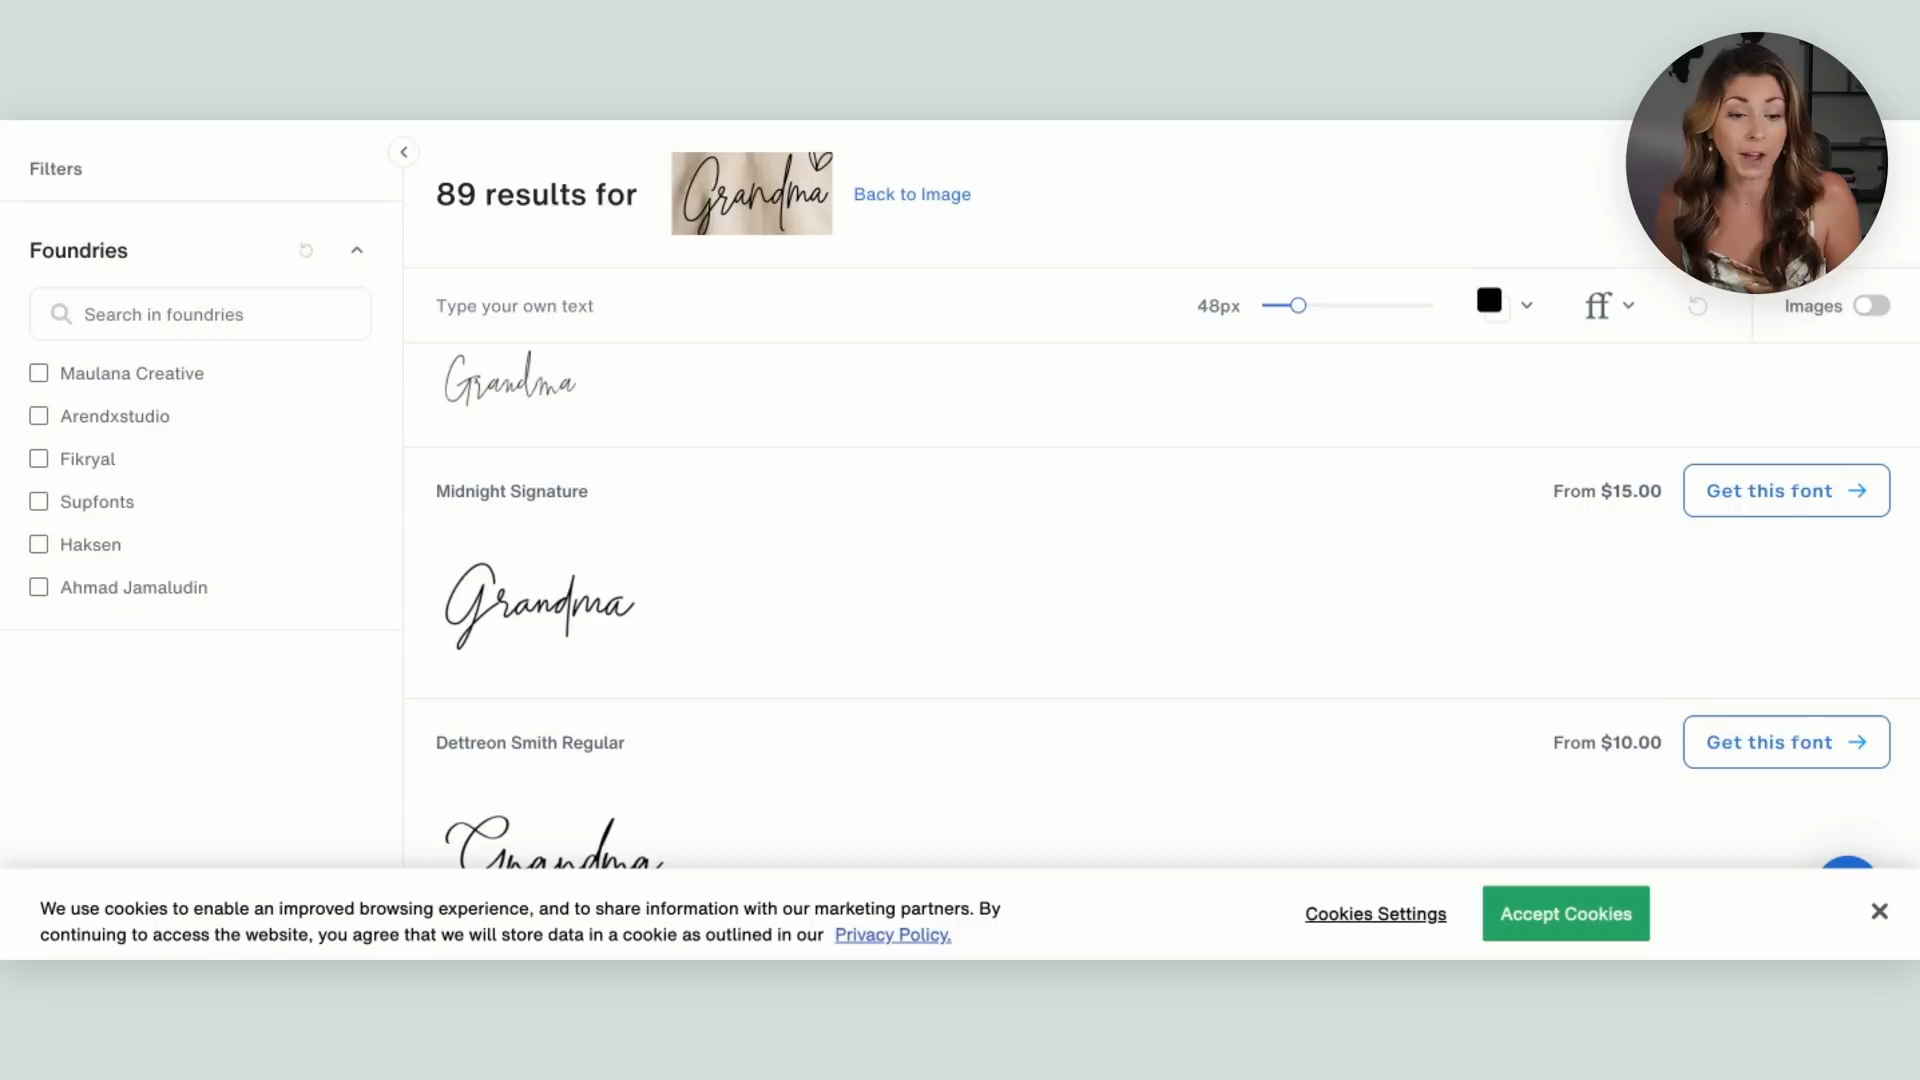 Filters
89 results for
Grandma
Back to Image
Foundries
Search in foundries
Type your own text
48px
ff
Images
Maulana Creative
Arendxstudio
Fikryal
Supfonts
Haksen
Ahmad Jamaludin
Grandma
Midnight Signature
From $15.00
Get this font
Grandma
Dettreon Smith Regular
From $10.00
Get this font
Grandma
We use cookies to enable an improved browsing experience, and to share information with our marketing partners. By
continuing to access the website, you agree that we will store data in a cookie as outlined in our Privacy Policy.
Cookies Settings
Accept Cookies